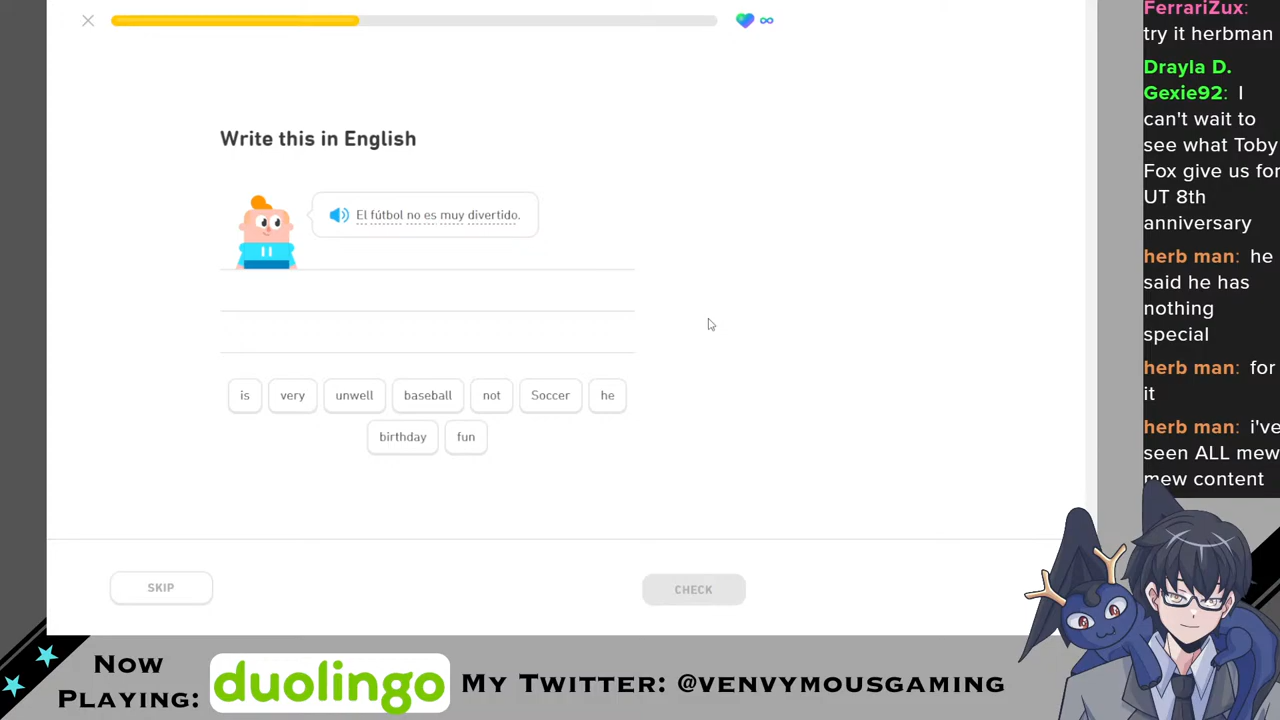 Write this in English
El fútbol no es muy divertido.
is very unwell baseball not Soccer he
birthday fun
SKIP
CHECK
FerrariZux:
try it herbman
Drayla D.
Gexie92: I
can't wait to
see what Toby
Fox give us for
UT 8th
anniversary
herb man: he
said he has
nothing
special
herb man: for
it
herb man: i've
seen ALL mew
mew content
Now
Playing:
duolingo
My Twitter: @venvymousgaming